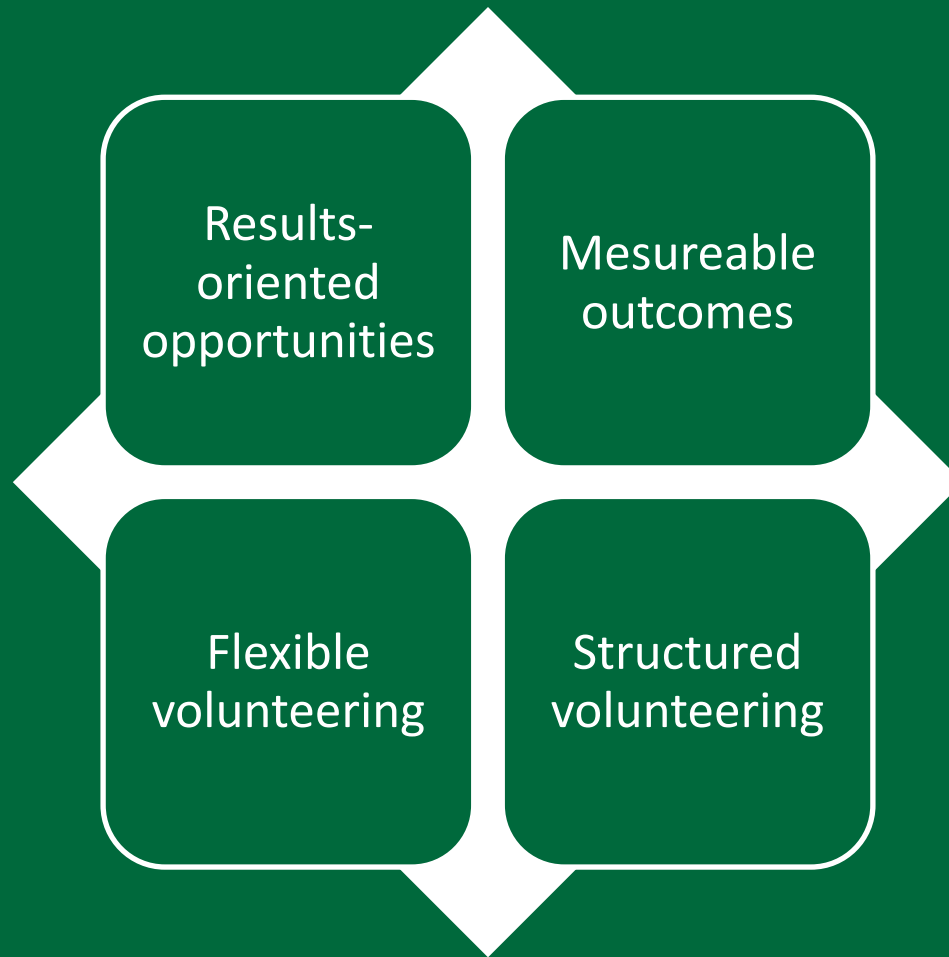 Results-
oriented
opportunities
Mesureable
outcomes
Flexible
volunteering
Structured
volunteering